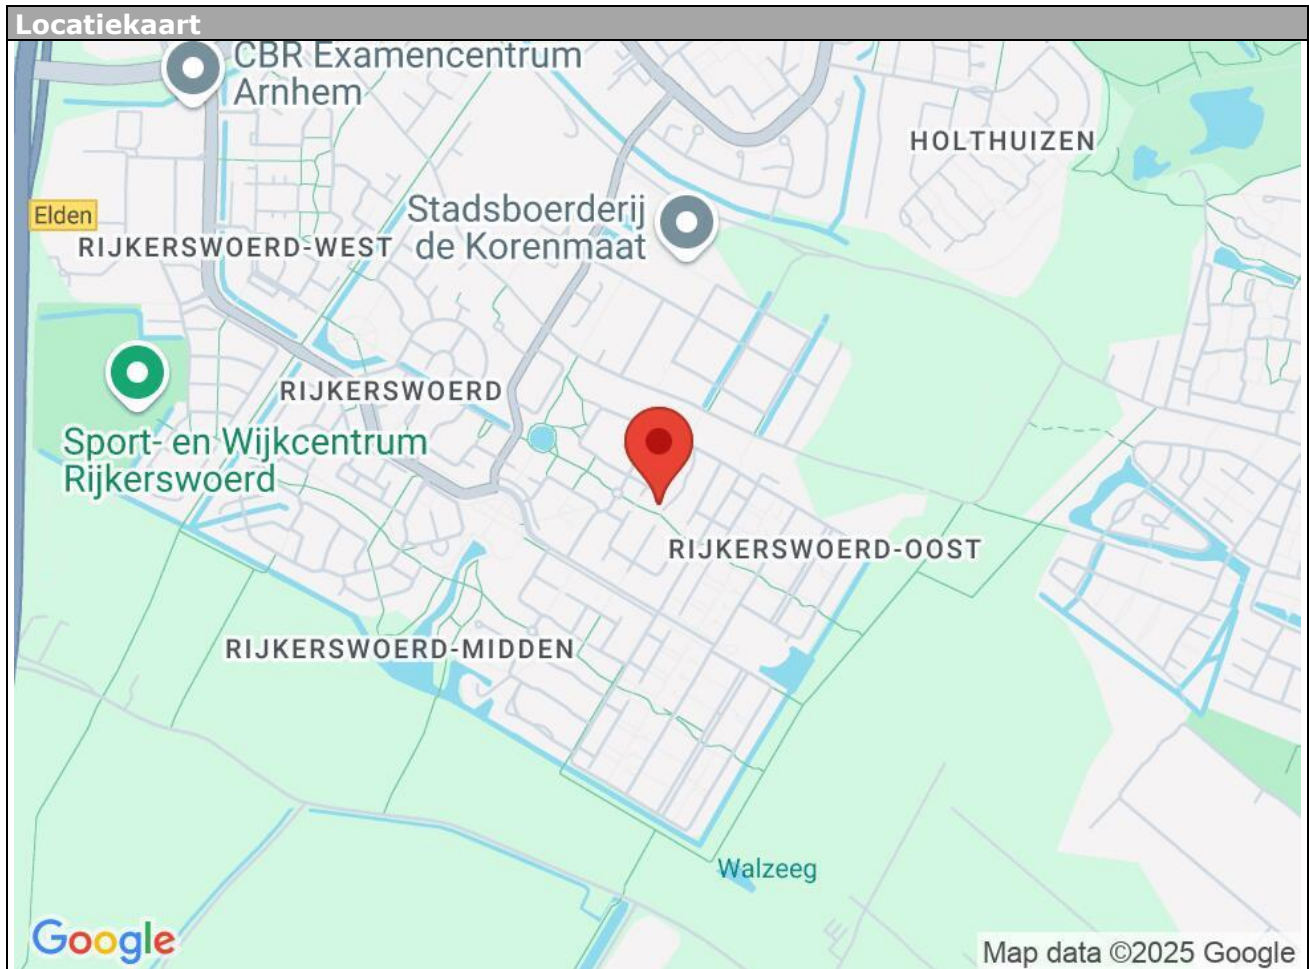 Locatiekaart
CBR Examencentrum
Arnhem
HOLTHUIZEN
Elden
Stadsboerderij
de Korenmaat
RIJKERSWOERD-WEST
RIJKERSWOERD
Sport- en Wijkcentrum
Rijkerswoerd
RIJKERSWOERD-OOST
RIJKERSWOERD-MIDDEN
Walzeeg
Google
Map data ©2025 Google